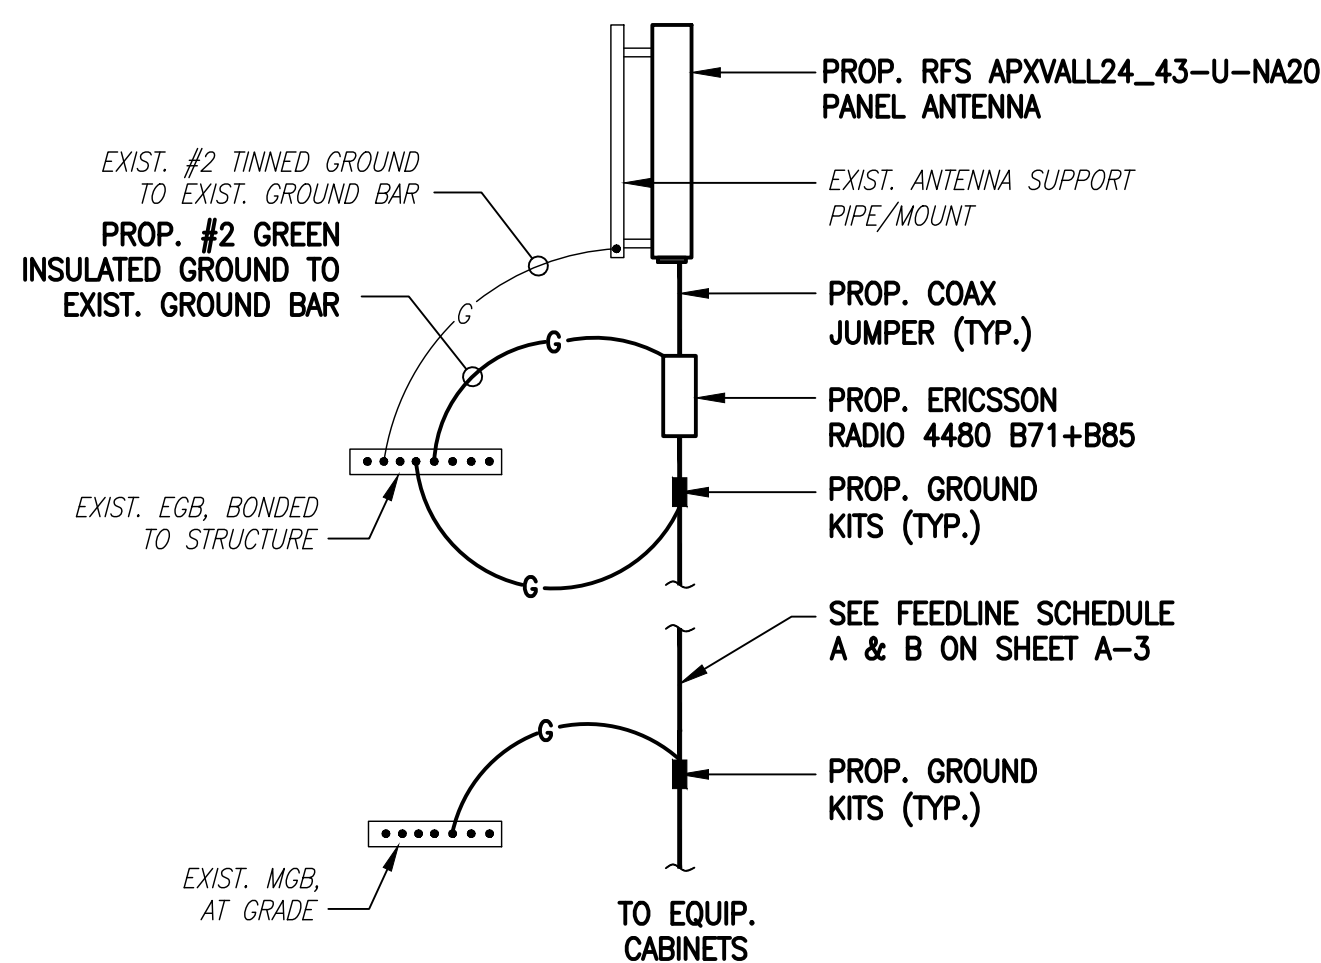 PROP. RFS APXVALL24_43-U-NA20
PANEL ANTENNA
EXIST. #2 TINNED GROUND
TO EXIST. GROUND BAR
EXIST. ANTENNA SUPPORT
PIPE/MOUNT
PROP. #2 GREEN
INSULATED GROUND TO
EXIST. GROUND BAR
PROP. COAX
JUMPER (TYP.)
G
G
PROP. ERICSSON
RADIO 4480 B71+B85
EXIST. EGB, BONDED
TO STRUCTURE
PROP. GROUND
KITS (TYP.)
G
SEE FEEDLINE SCHEDULE
A & B ON SHEET A-3
G
PROP. GROUND
KITS (TYP.)
EXIST. MGB,
AT GRADE
TO EQUIP.
CABINETS